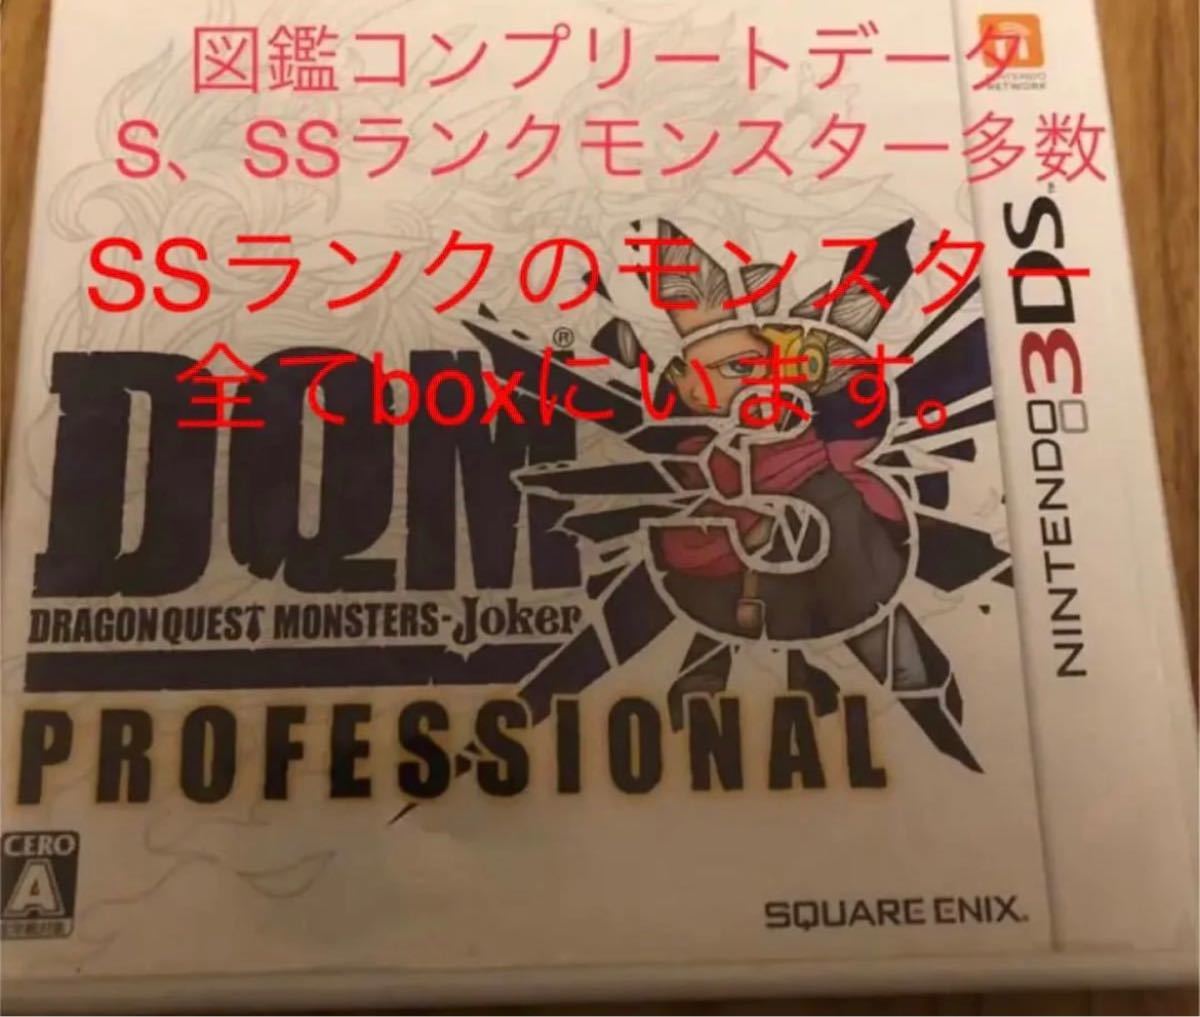 図鑑コンプリートデータ
S、SSランクモンスター多数
SSランクのモンスター
全てboxにいます。
DQM®
3
DRAGON QUEST MONSTERS-Joker
PROFESSIONAL
CERO
A
SQUARE ENIX.
NINTENDO 3DS
NINTENDO
NETWORK